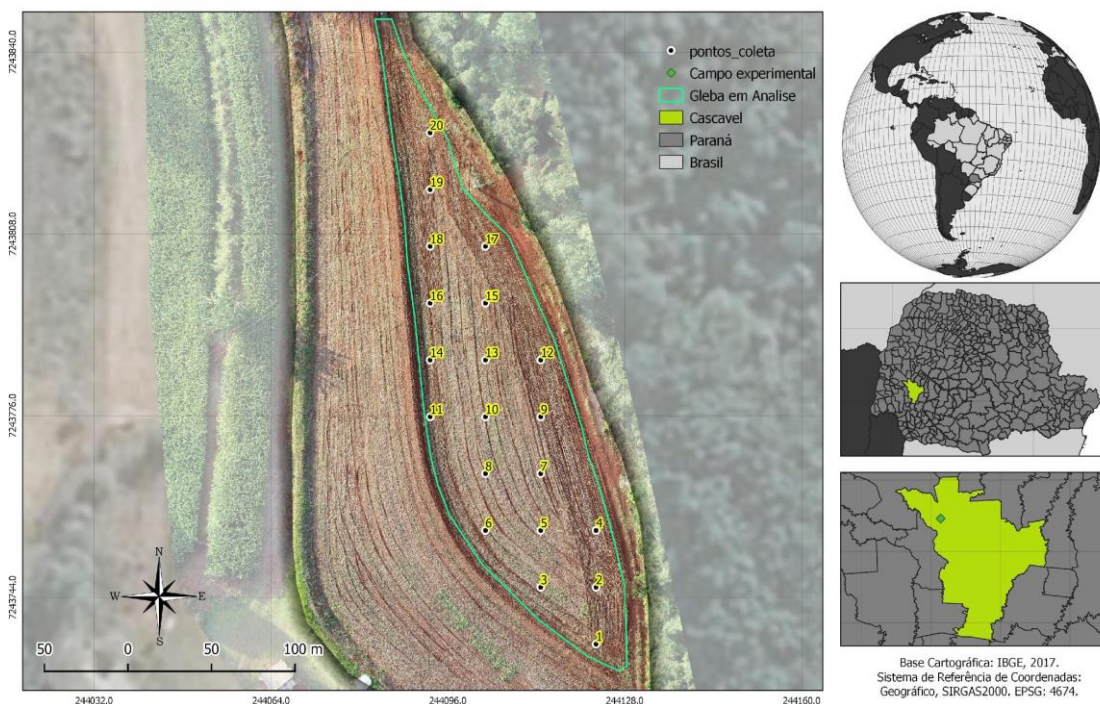 pontos_coleta
Campo experimental
Gleba em Analise
Cascavel
Paraná
Brasil
7243840.0
7243808.0
7243776.0
7243744.0
20
19
18
17
16
15
14
13
12
11
10
9
8
7
6
5
4
3
2
1
N
W
E
S
50
0
50
100 m
244032.0
244064.0
244096.0
244128.0
244160.0
Base Cartográfica: IBGE, 2017.
Sistema de Referência de Coordenadas:
Geográfico, SIRGAS2000. EPSG: 4674.